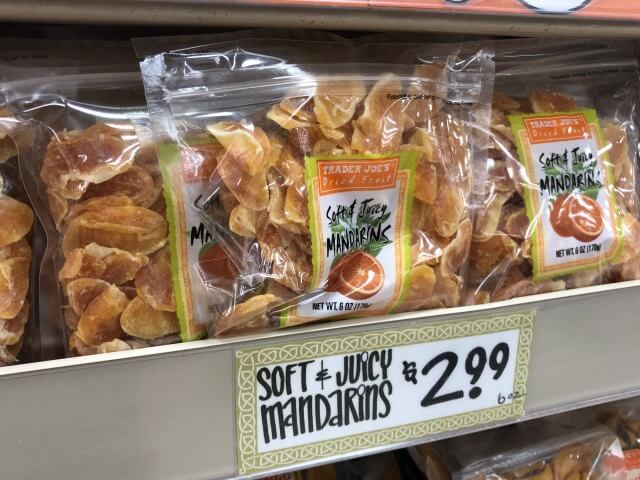 TRADER JOE'S
Dried Fruit
Soft & Juicy
MANDARINS
NET WT. 6 OZ (170g)
TRADER JOE'S
Dried Fruit
Soft & Juicy
MANDARINS
NET WT. 6 OZ (170g)
SOFT & JUICY
MANDARINS
$2.99
6 oz